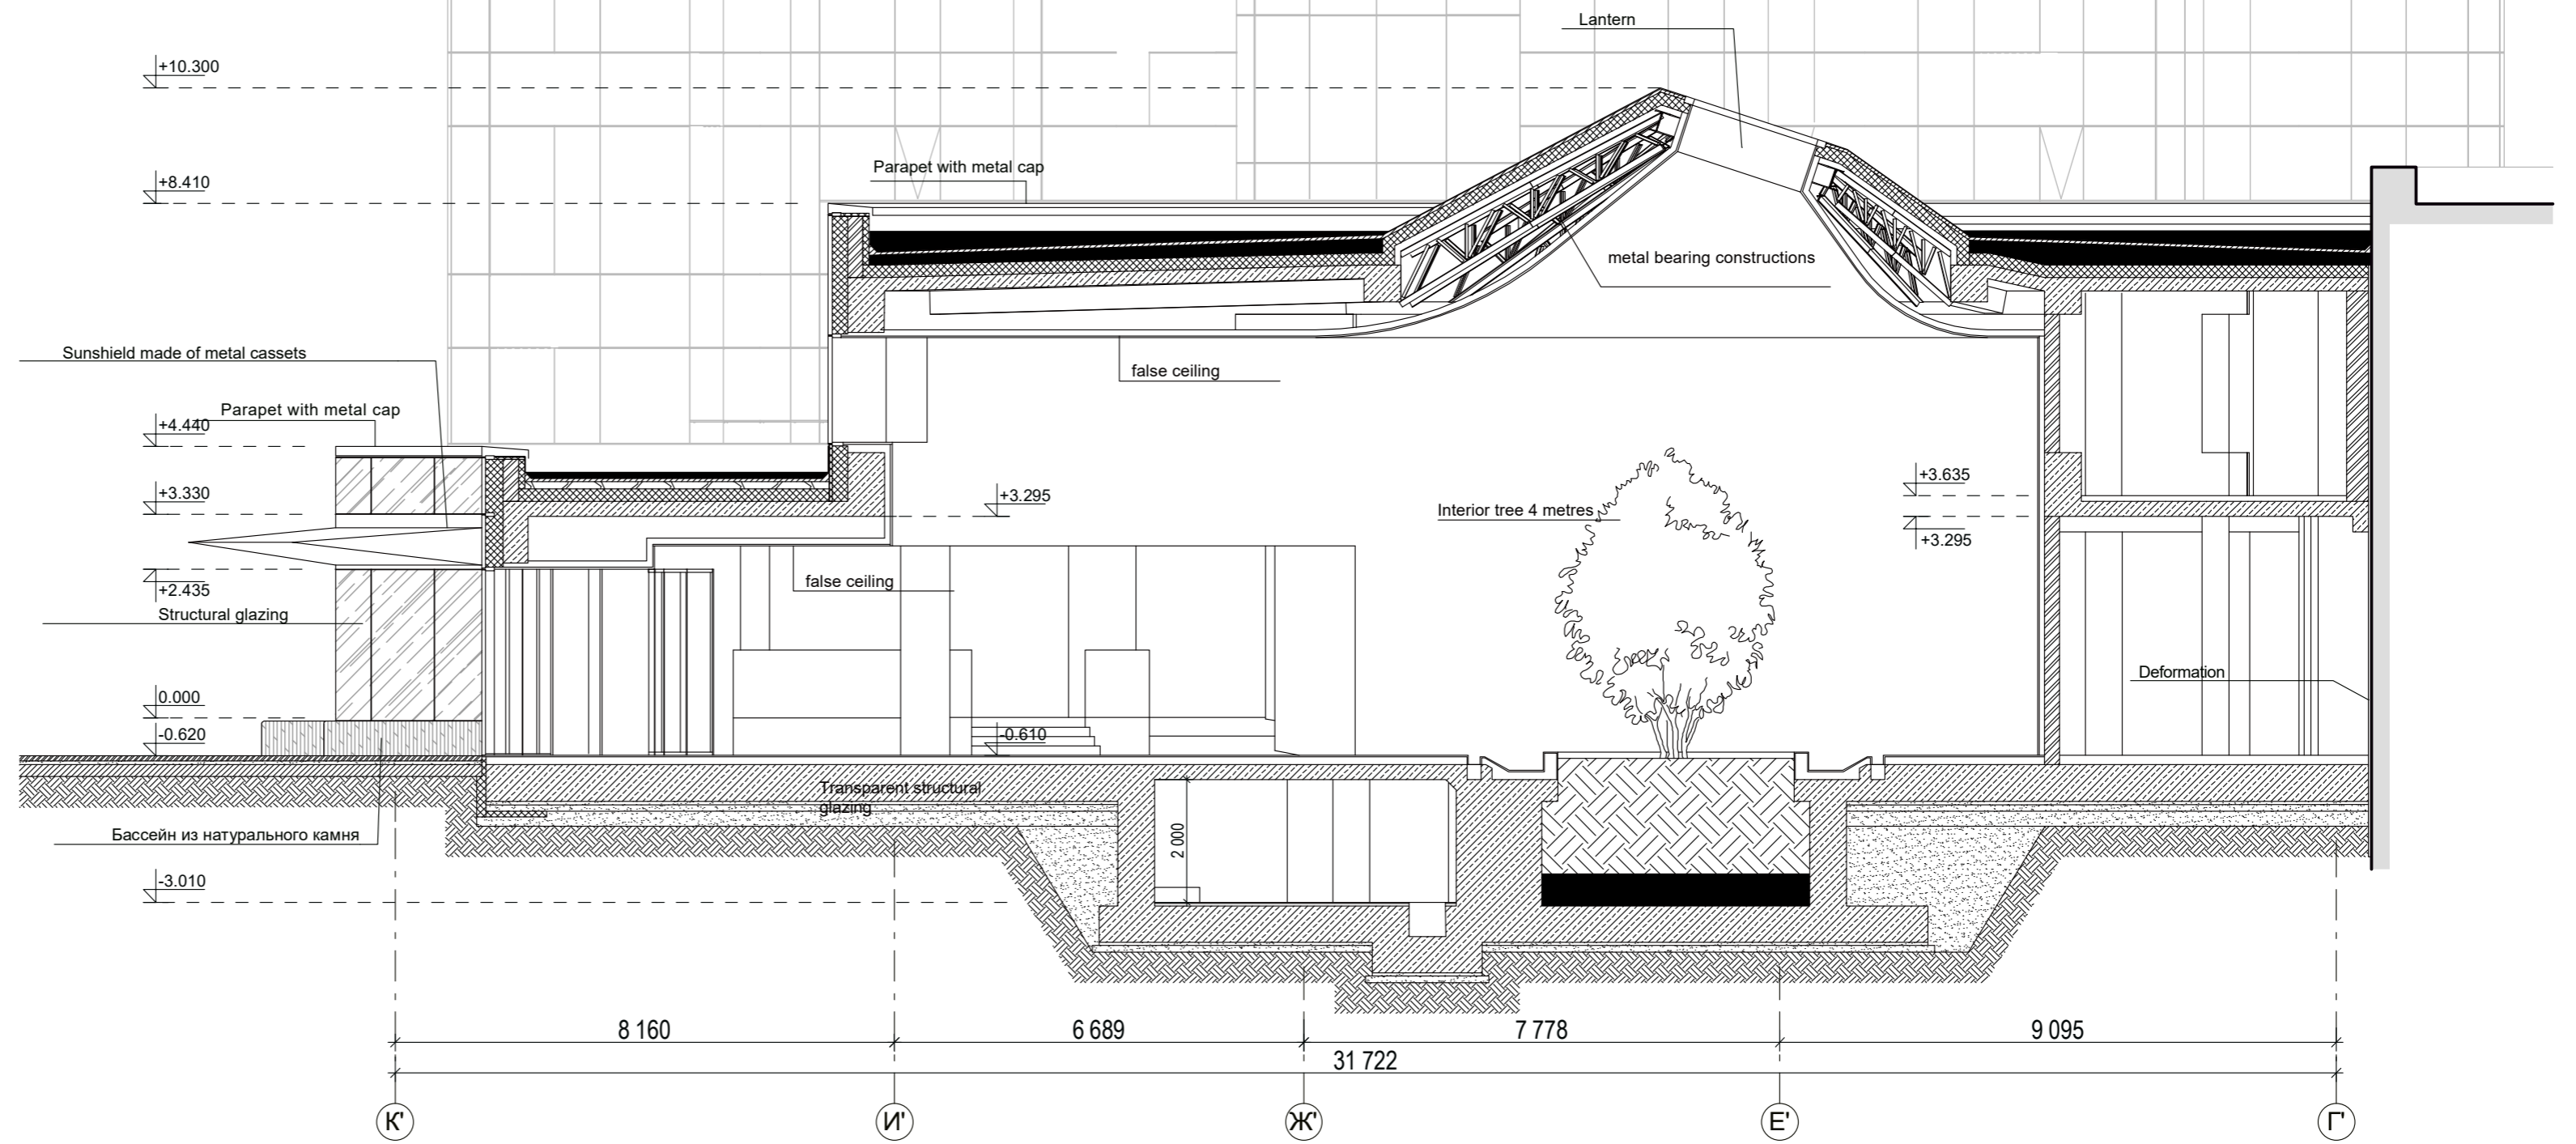 Lantern
+10.300
Parapet with metal cap
+8.410
metal bearing constructions
Sunshield made of metal cassets
false ceiling
Parapet with metal cap
+4.440
+3.330
+3.295
+3.635
Interior tree 4 metres
+3.295
+2.435
false ceiling
Structural glazing
Deformation
0.000
-0.620
-0.610
Transparent structural
glazing
Бассейн из натурального камня
2 000
-3.010
8 160
6 689
7 778
9 095
31 722
К'
И'
Ж'
Е'
Г'